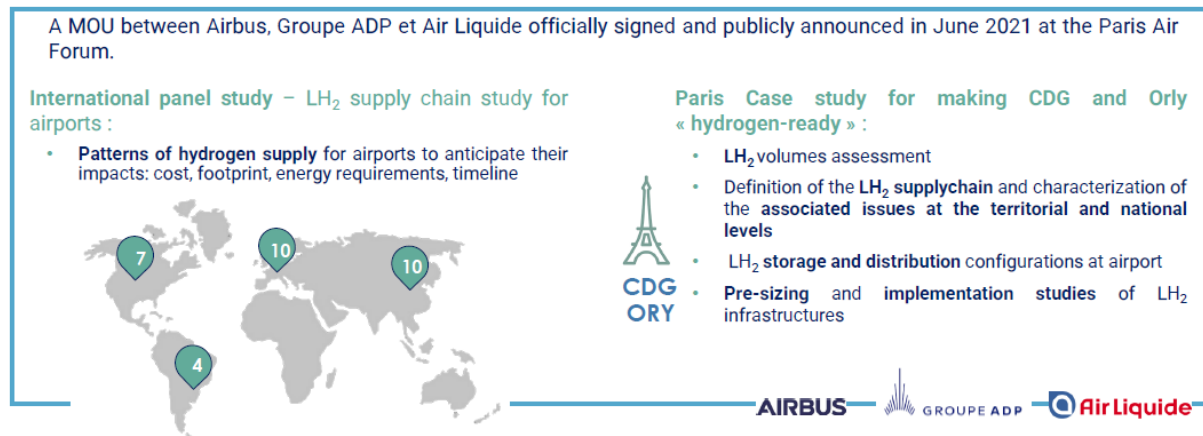 A MOU between Airbus, Groupe ADP et Air Liquide officially signed and publicly announced in June 2021 at the Paris Air
Forum.
International panel study – LH₂ supply chain study for
airports :
• Patterns of hydrogen supply for airports to anticipate their
impacts: cost, footprint, energy requirements, timeline
7
10
10
4
Paris Case study for making CDG and Orly
« hydrogen-ready » :
• LH₂ volumes assessment
• Definition of the LH₂ supplychain and characterization of
the associated issues at the territorial and national
levels
• LH₂ storage and distribution configurations at airport
• Pre-sizing and implementation studies of LH₂
infrastructures
CDG
ORY
AIRBUS
GROUPE ADP
Air Liquide